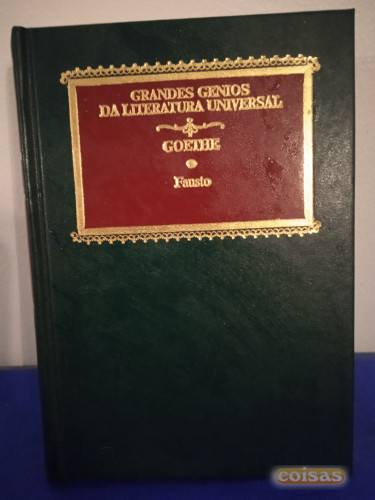 GRANDES GENIOS
DA LITERATURA UNIVERSAL
GOETHE
Fausto
coisas